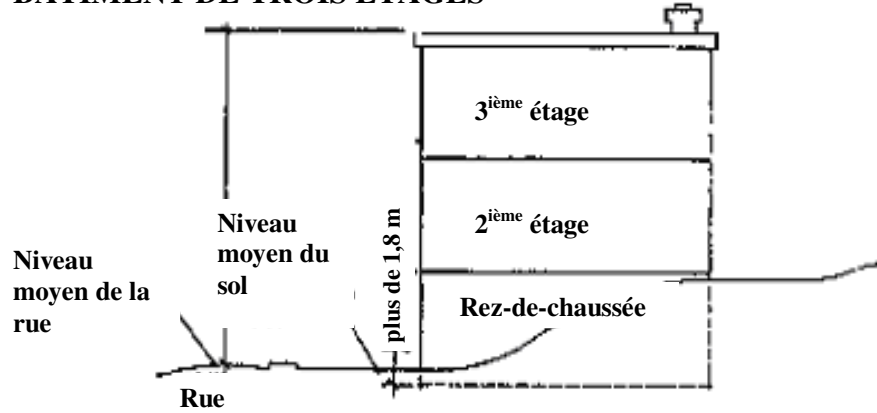 BÂTIMENT DE TROIS ÉTAGES
3ième étage
2ième étage
Rez-de-chaussée
plus de 1,8 m
Niveau
moyen du
sol
Niveau
moyen de la
rue
Rue